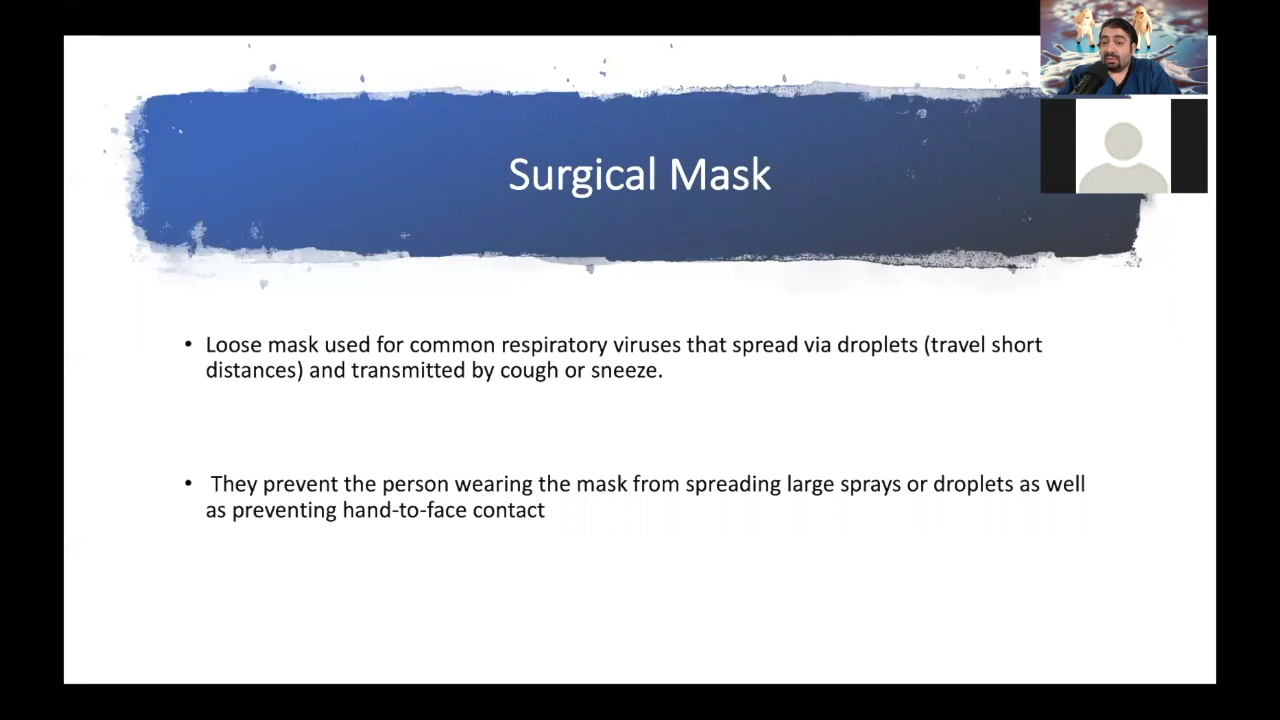 Surgical Mask
• Loose mask used for common respiratory viruses that spread via droplets (travel short
distances) and transmitted by cough or sneeze.
• They prevent the person wearing the mask from spreading large sprays or droplets as well
as preventing hand-to-face contact